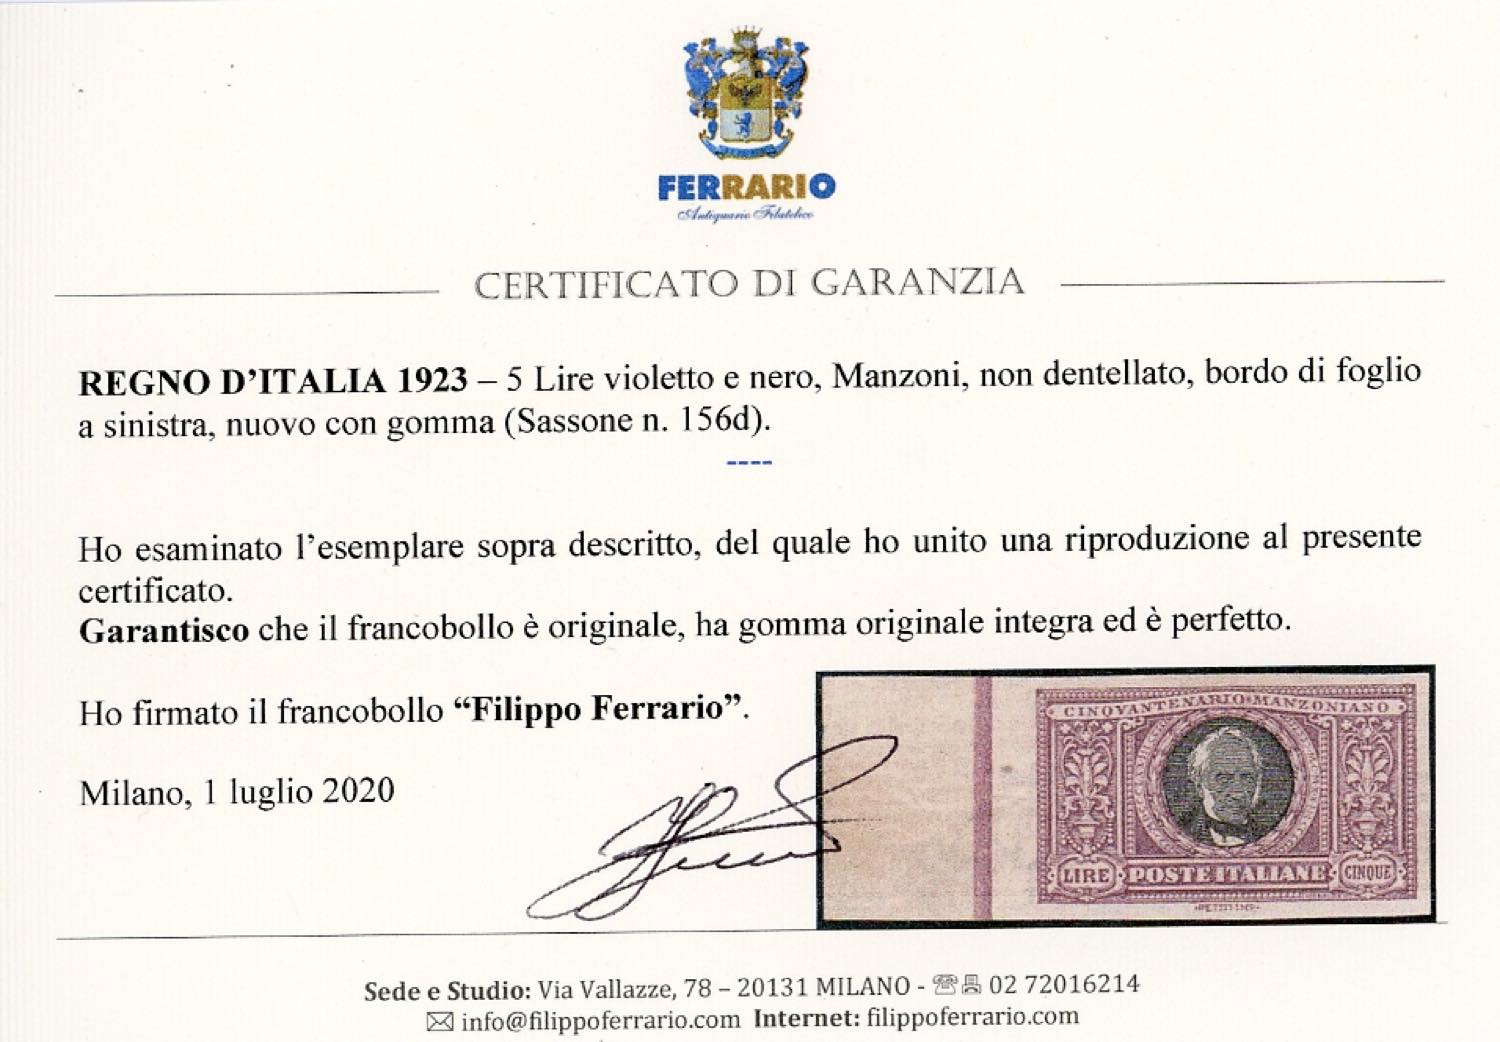 FERRARIO
Antiquario Filatelico
CERTIFICATO DI GARANZIA
REGNO D'ITALIA 1923 – 5 Lire violetto e nero, Manzoni, non dentellato, bordo di foglio
a sinistra, nuovo con gomma (Sassone n. 156d).
----
Ho esaminato l'esemplare sopra descritto, del quale ho unito una riproduzione al presente
certificato.
Garantisco che il francobollo è originale, ha gomma originale integra ed è perfetto.
Ho firmato il francobollo “Filippo Ferrario”.
Milano, 1 luglio 2020
CINQVANTENARIO·MANZONIANO
LIRE POSTE ITALIANE CINQUE
Sede e Studio: Via Vallazze, 78 – 20131 MILANO - ☏ 02 72016214
✉ info@filippoferrario.com Internet: filippoferrario.com